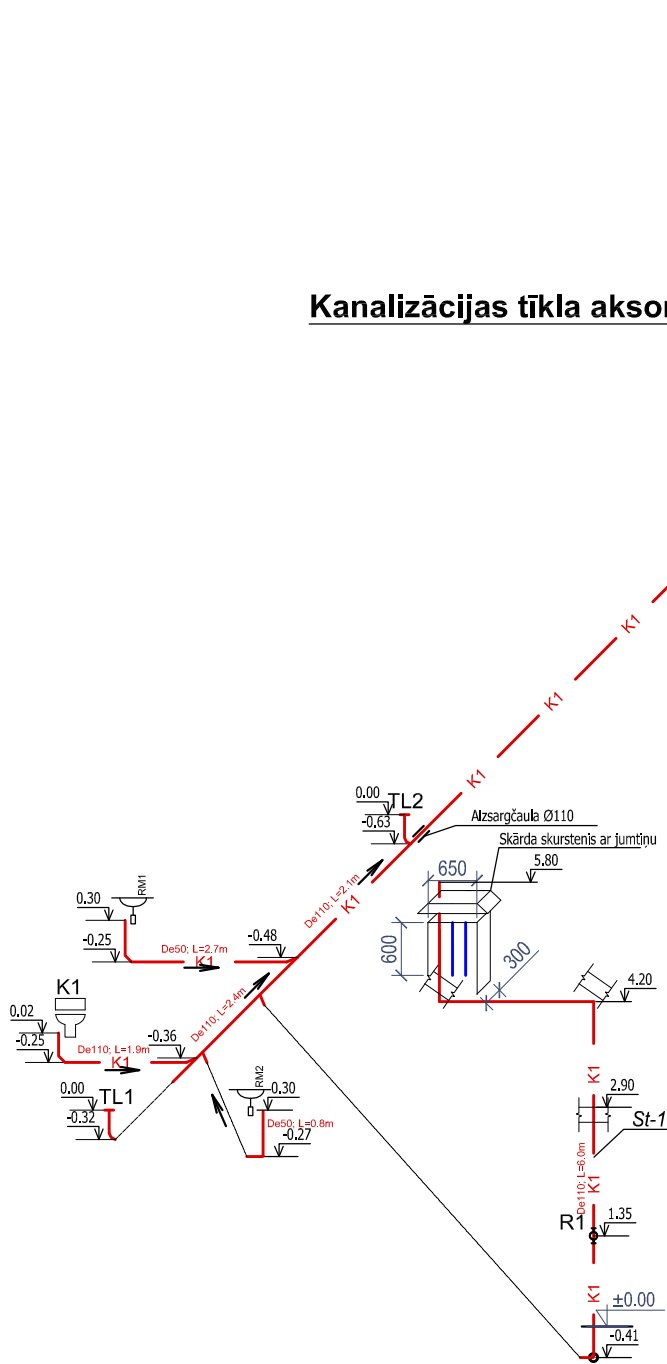 Kanalizācijas tīkla
K1
K1
K1
0.00
TL2
-0.63
Aizsargčaula Ø110
Skārda skurstenis ar jumtiņu
5.80
650
De110; L=2.1m
K1
RM1
0.30
-0.25
De50; L=2.7m
K1
-0.48
600
300
4.20
De110; L=2.4m
K1
0.02
-0.25
De110; L=1.9m
K1
-0.36
0.00
TL1
-0.32
RM2
-0.30
De50; L=0.8m
-0.27
K1
2.90
St-1
De110; L=6.0m
K1
R1
1.35
K1
±0.00
-0.41